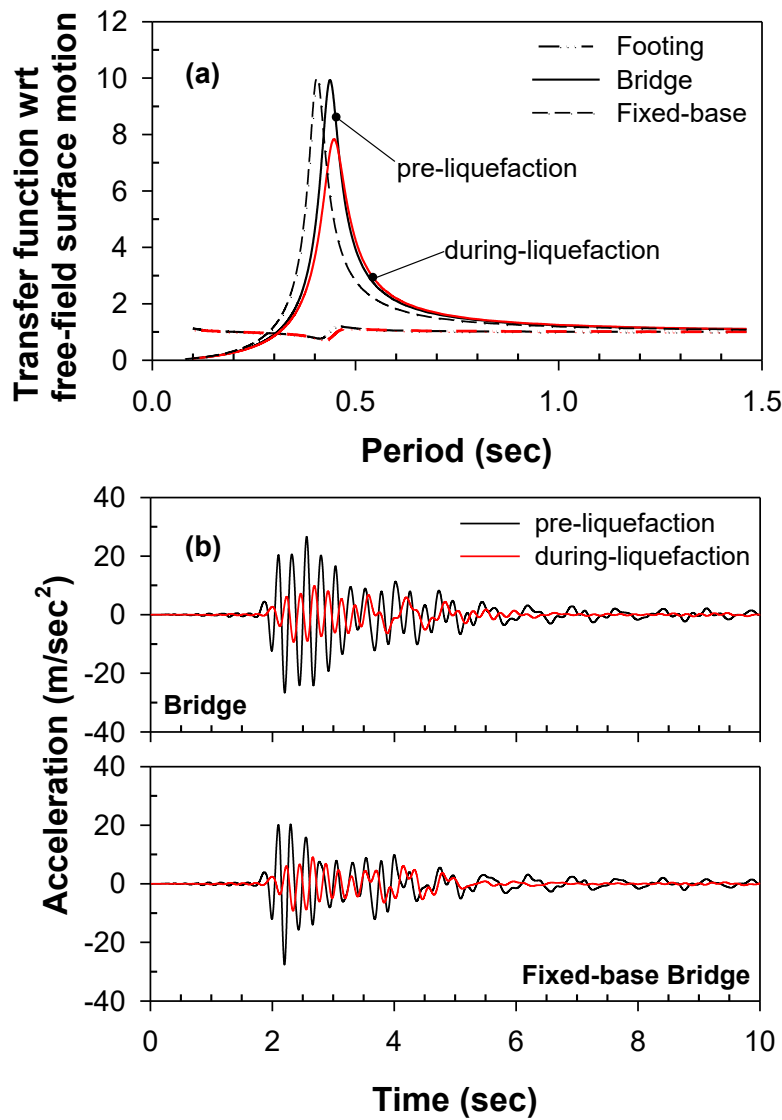 Transfer function wrt
free-field surface motion
12
10
8
6
4
2
0
(a)
Footing
Bridge
Fixed-base
pre-liquefaction
during-liquefaction
0.0
0.5
1.0
1.5
Period (sec)
Acceleration (m/sec²)
40
20
0
-20
-40
(b)
pre-liquefaction
during-liquefaction
Bridge
40
20
0
-20
-40
Fixed-base Bridge
0
2
4
6
8
10
Time (sec)